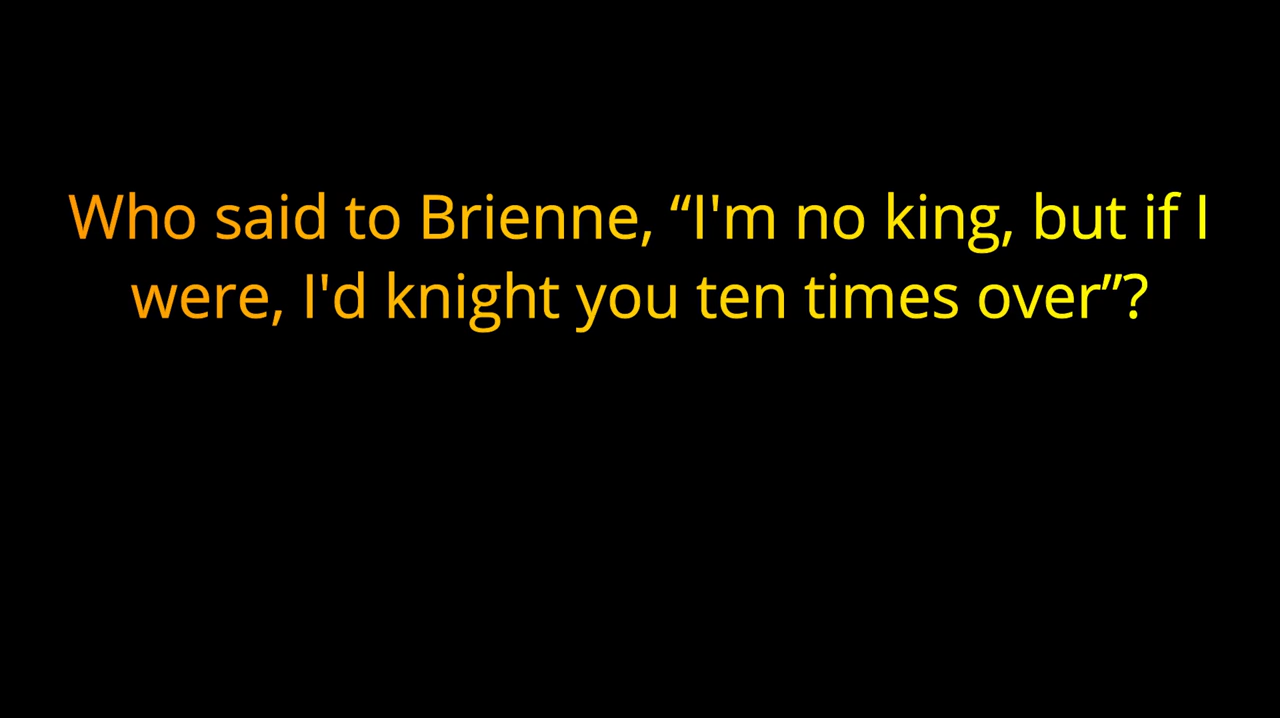 Who said to Brienne, “I'm no king, but if I
were, I'd knight you ten times over”?